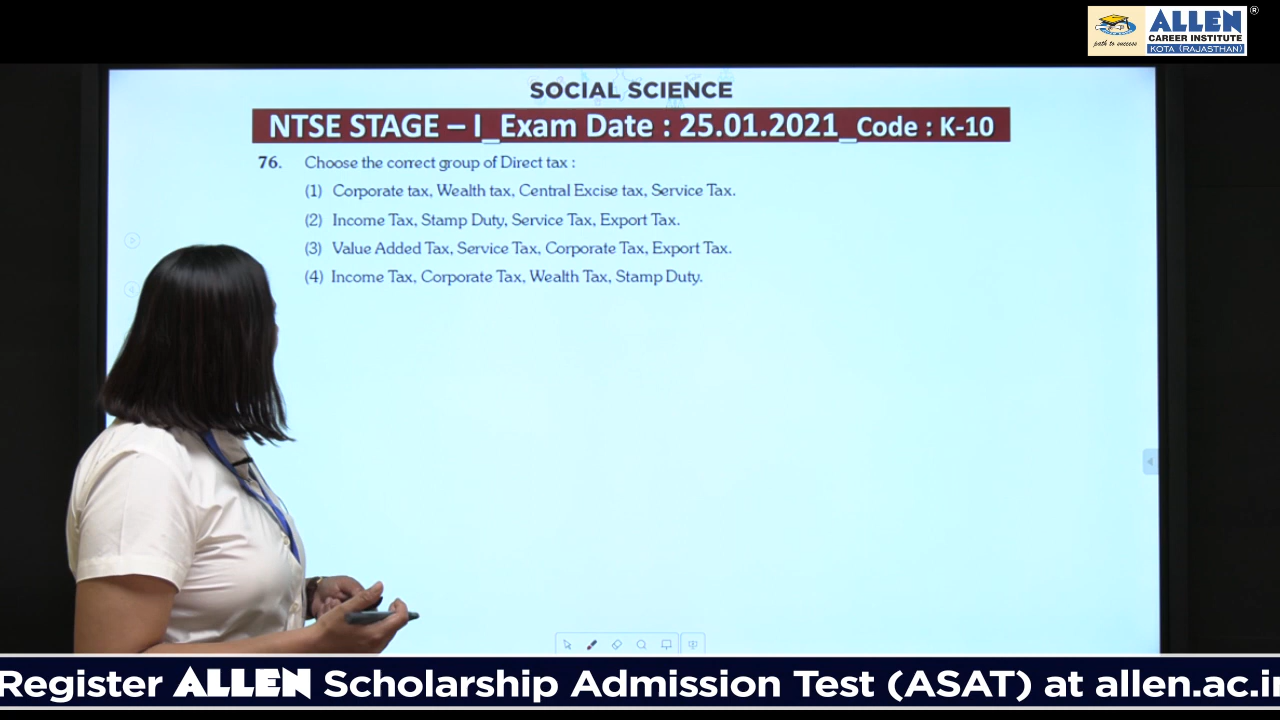 ALLEN
®
CAREER INSTITUTE
path to success
KOTA (RAJASTHAN)
SOCIAL SCIENCE
NTSE STAGE – I_Exam Date : 25.01.2021_Code : K-10
76. Choose the correct group of Direct tax :
(1) Corporate tax, Wealth tax, Central Excise tax, Service Tax.
(2) Income Tax, Stamp Duty, Service Tax, Export Tax.
(3) Value Added Tax, Service Tax, Corporate Tax, Export Tax.
(4) Income Tax, Corporate Tax, Wealth Tax, Stamp Duty.
Register ALLEN Scholarship Admission Test (ASAT) at allen.ac.in